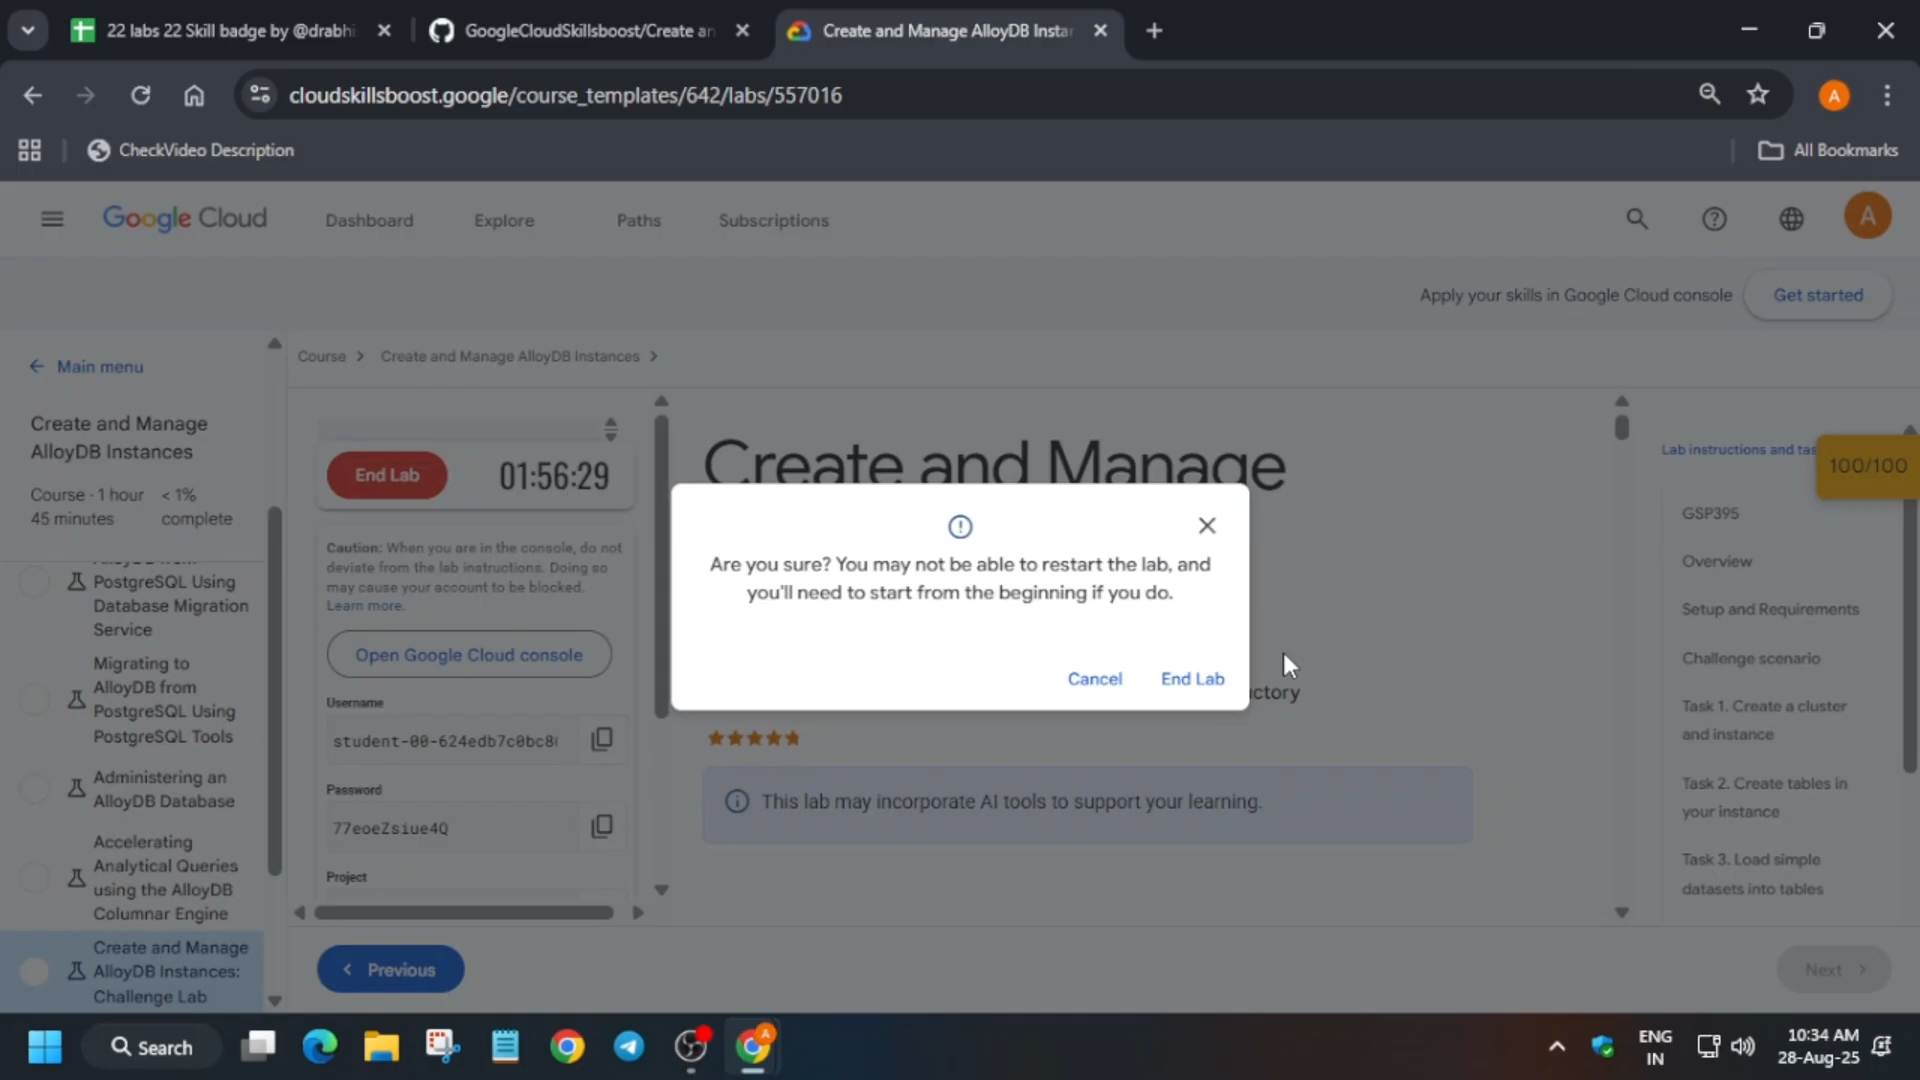 22 labs 22 Skill badge by @drabhi
GoogleCloudSkillsboost/Create an
Create and Manage AlloyDB Instan
cloudskillsboost.google/course_templates/642/labs/557016
A
CheckVideo Description
All Bookmarks
Google Cloud
Dashboard
Explore
Paths
Subscriptions
A
Apply your skills in Google Cloud console
Get started
Main menu
Course
Create and Manage AlloyDB Instances
Create and Manage
AlloyDB Instances
Course · 1 hour
45 minutes
< 1%
complete
PostgreSQL Using
Database Migration
Service
Migrating to
AlloyDB from
PostgreSQL Using
PostgreSQL Tools
Administering an
AlloyDB Database
Accelerating
Analytical Queries
using the AlloyDB
Columnar Engine
Create and Manage
AlloyDB Instances:
Challenge Lab
End Lab
01:56:29
Caution: When you are in the console, do not
deviate from the lab instructions. Doing so
may cause your account to be blocked.
Learn more.
Open Google Cloud console
Username
student-00-624edb7c0bc8
Password
77eoeZsiue4Q
Project
Create and Manage
Are you sure? You may not be able to restart the lab, and
you'll need to start from the beginning if you do.
Cancel
End Lab
ctory
This lab may incorporate AI tools to support your learning.
Lab instructions and tas
100/100
GSP395
Overview
Setup and Requirements
Challenge scenario
Task 1. Create a cluster
and instance
Task 2. Create tables in
your instance
Task 3. Load simple
datasets into tables
Previous
Next
Search
ENG
IN
10:34 AM
28-Aug-25